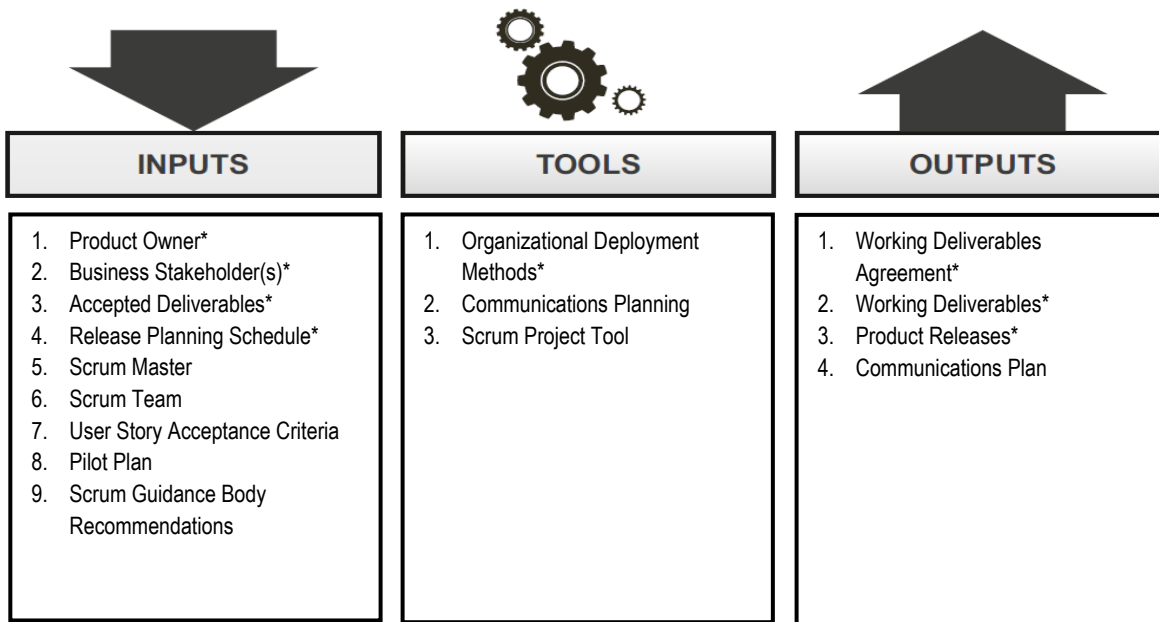 INPUTS
1. Product Owner*
2. Business Stakeholder(s)*
3. Accepted Deliverables*
4. Release Planning Schedule*
5. Scrum Master
6. Scrum Team
7. User Story Acceptance Criteria
8. Pilot Plan
9. Scrum Guidance Body
Recommendations
TOOLS
1. Organizational Deployment
Methods*
2. Communications Planning
3. Scrum Project Tool
OUTPUTS
1. Working Deliverables
Agreement*
2. Working Deliverables*
3. Product Releases*
4. Communications Plan